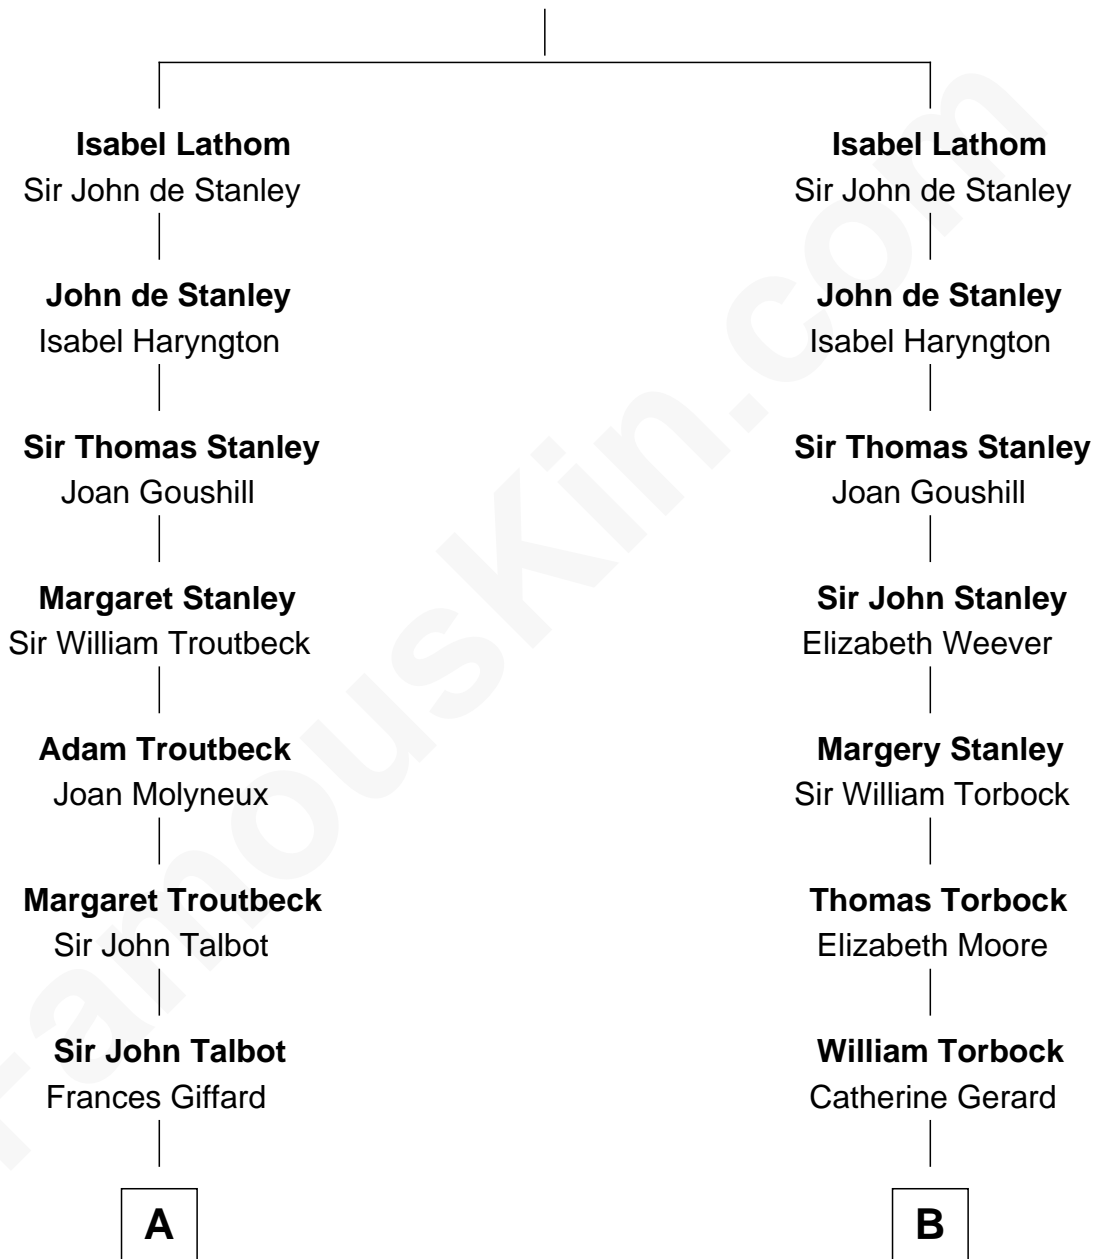 Isabel Lathom
Sir John de Stanley
John de Stanley
Isabel Haryngton
Sir Thomas Stanley
Joan Goushill
Margaret Stanley
Sir William Troutbeck
Adam Troutbeck
Joan Molyneux
Margaret Troutbeck
Sir John Talbot
Sir John Talbot
Frances Giffard
A
Isabel Lathom
Sir John de Stanley
John de Stanley
Isabel Haryngton
Sir Thomas Stanley
Joan Goushill
Sir John Stanley
Elizabeth Weever
Margery Stanley
Sir William Torbock
Thomas Torbock
Elizabeth Moore
William Torbock
Catherine Gerard
B
FamousKin.com